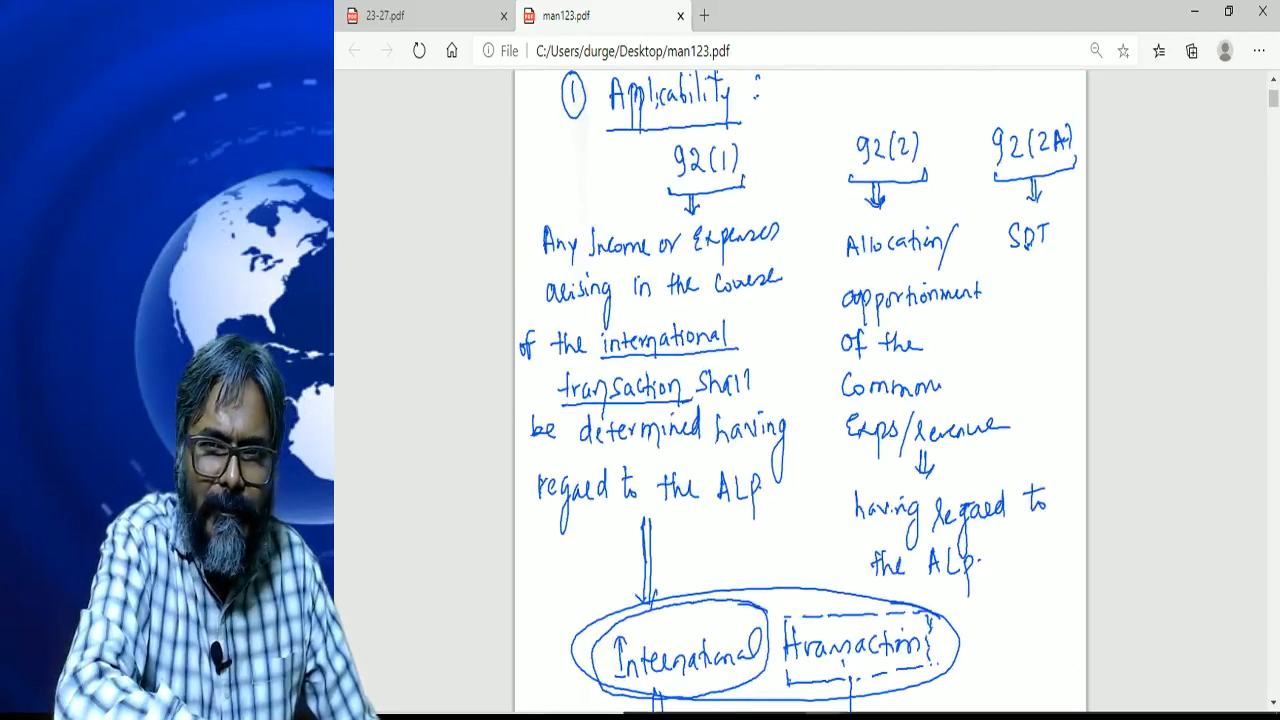 23-27.pdf
man123.pdf
File
C:/Users/durge/Desktop/man123.pdf
① Applicability :
92(1)
Any Income or Expenses
arising in the course
of the international
transaction shall
be determined having
regard to the ALP
92(2)
Allocation/
apportionment
of the
Common
Exps/revenue
having regard to
the ALP.
92(2A)
SDT
International transaction